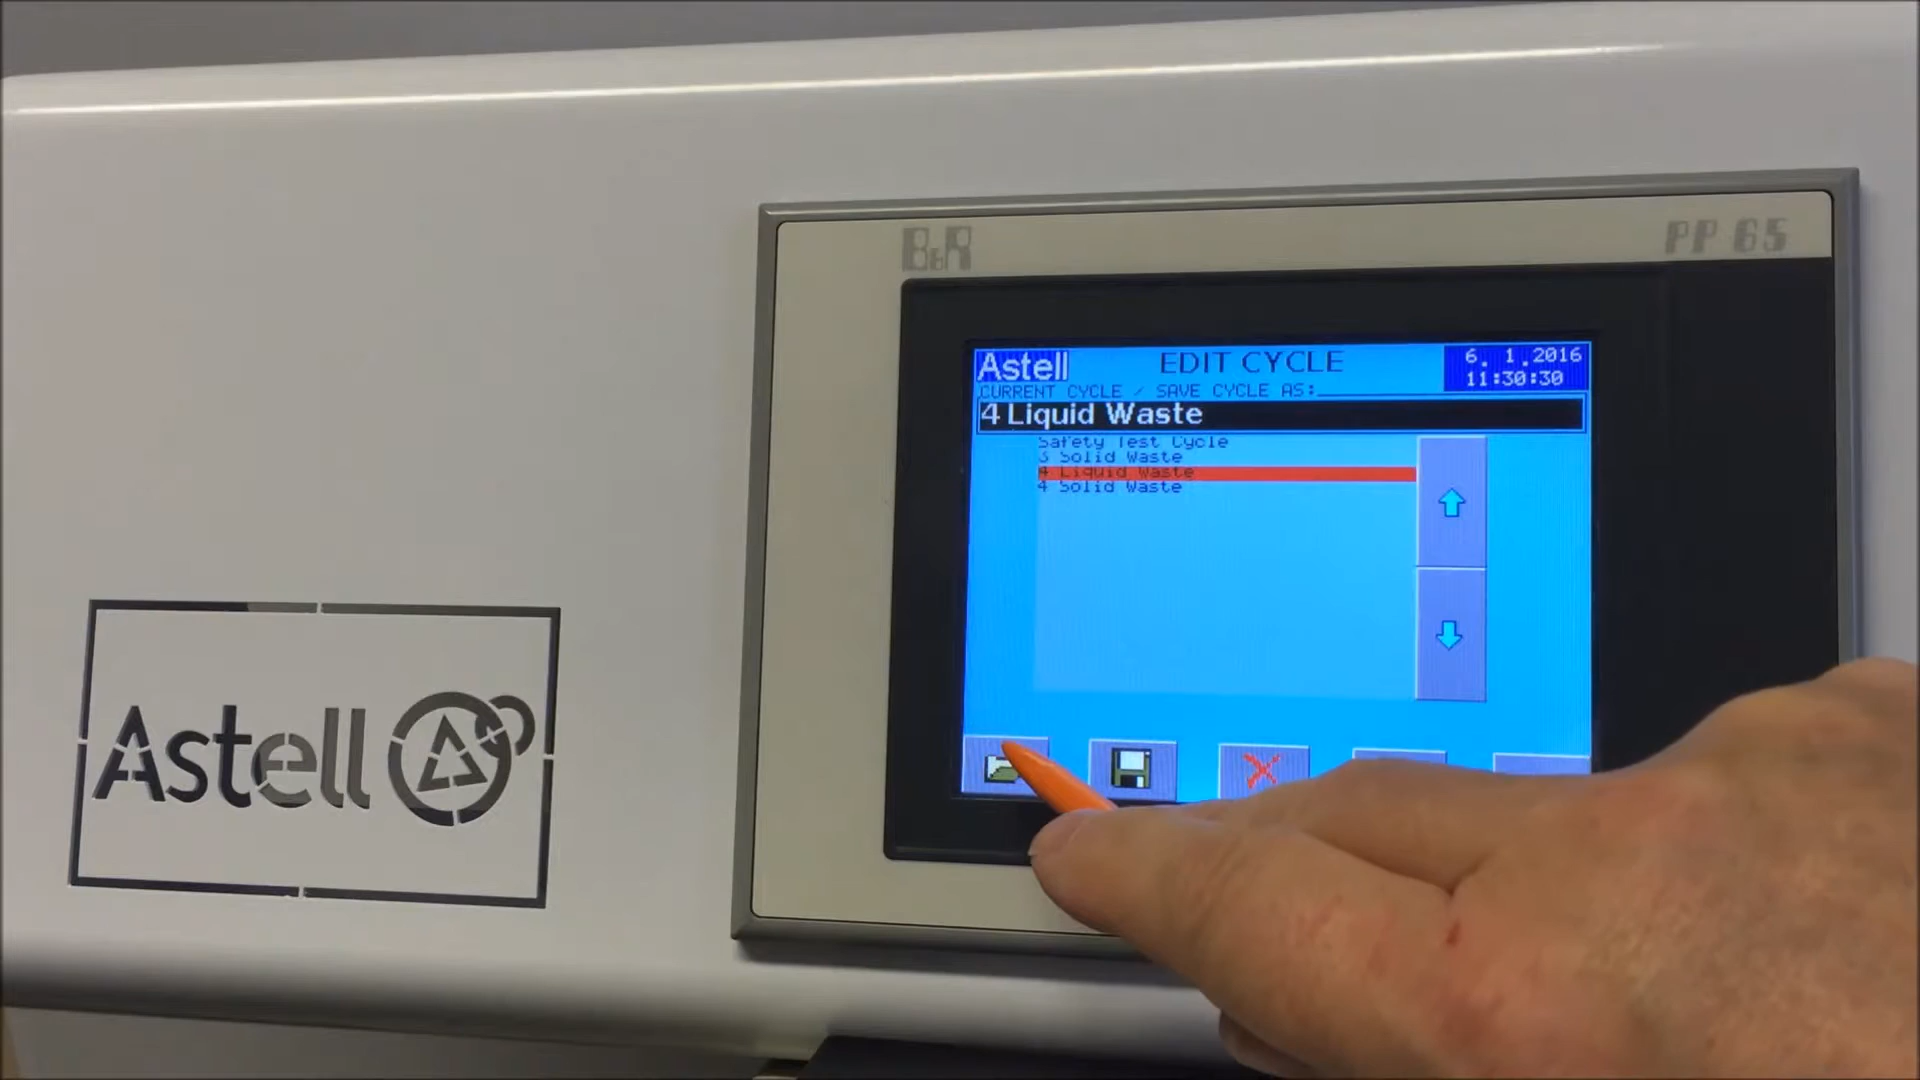 B&R
PP 65
Astell
EDIT CYCLE
6. 1.2016
11:30:30
CURRENT CYCLE / SAVE CYCLE AS:
4 Liquid Waste
Safety Test Cycle
3 Solid Waste
4 Liquid Waste
4 Solid Waste
Astell